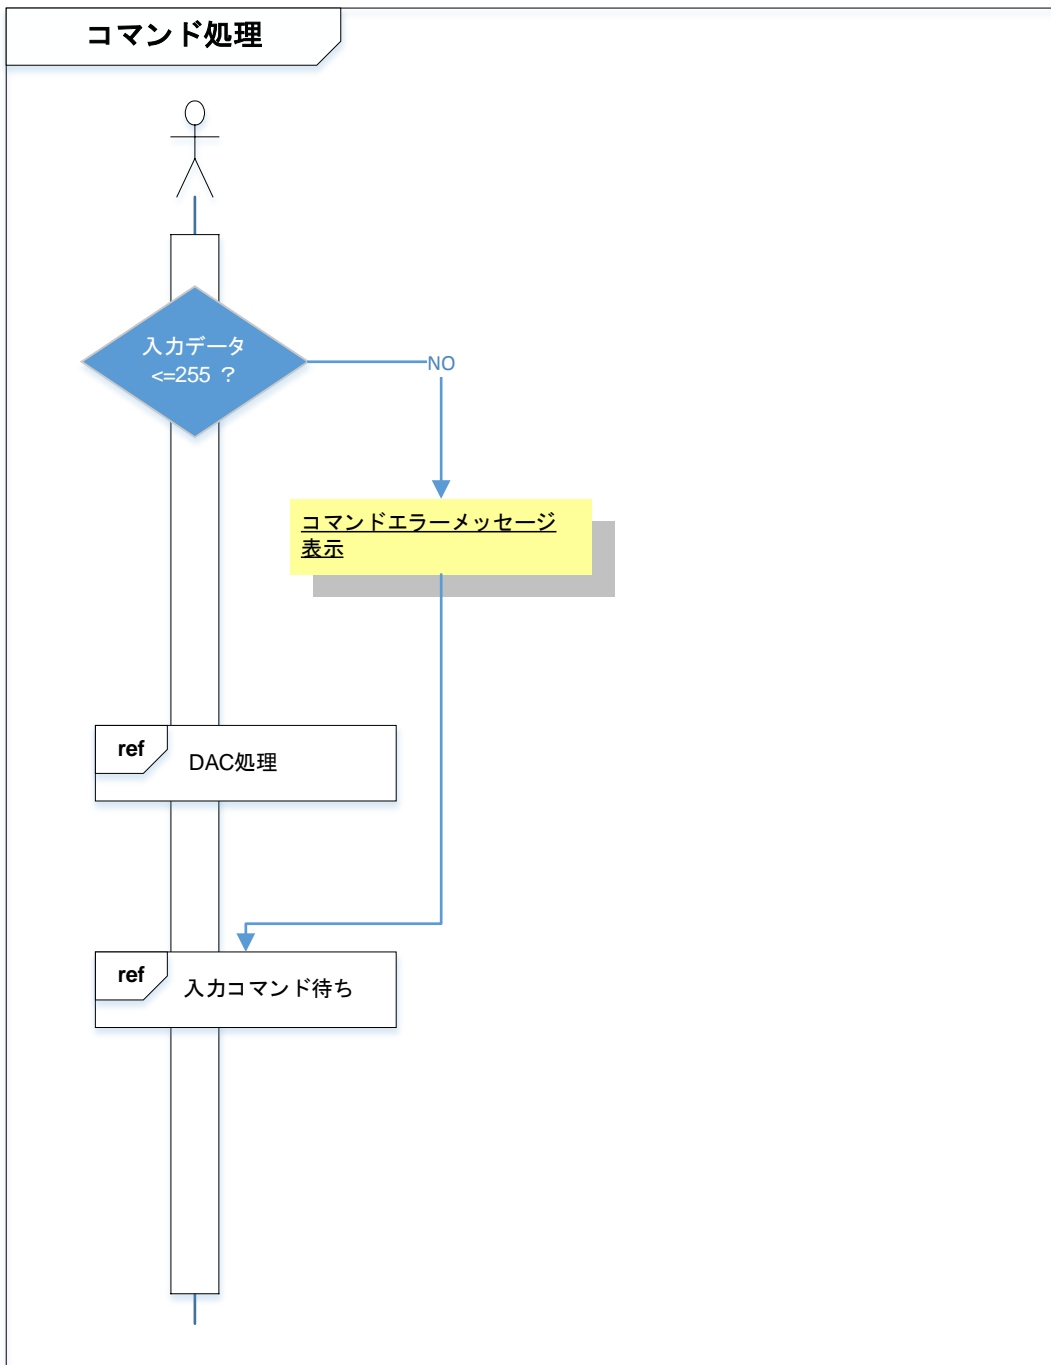 コマンド処理
入力データ
<=255 ？
NO
コマンドエラーメッセージ
表示
ref
DAC処理
ref
入力コマンド待ち